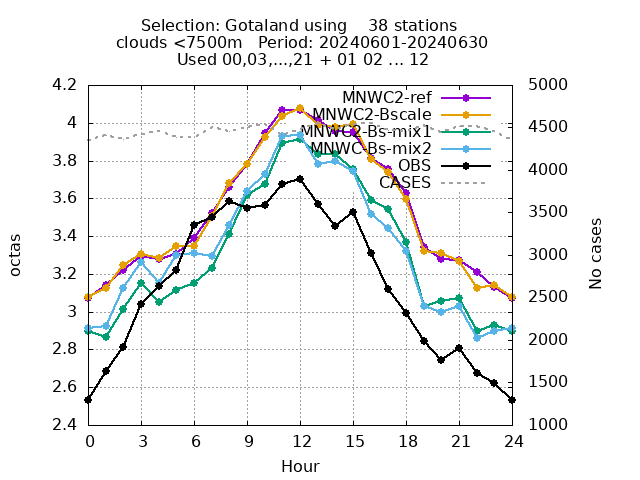 Selection: Gotaland using    38 stations
clouds <7500m   Period: 20240601-20240630
Used 00,03,...,21 + 01 02 ... 12
4.2
4
3.8
3.6
3.4
3.2
3
2.8
2.6
2.4
octas
MNWC2-ref
MNWC2-Bscale
MNWC2-Bs-mix1
MNWC-Bs-mix2
OBS
CASES
5000
4500
4000
3500
3000
2500
2000
1500
1000
No cases
0 3 6 9 12 15 18 21 24
Hour